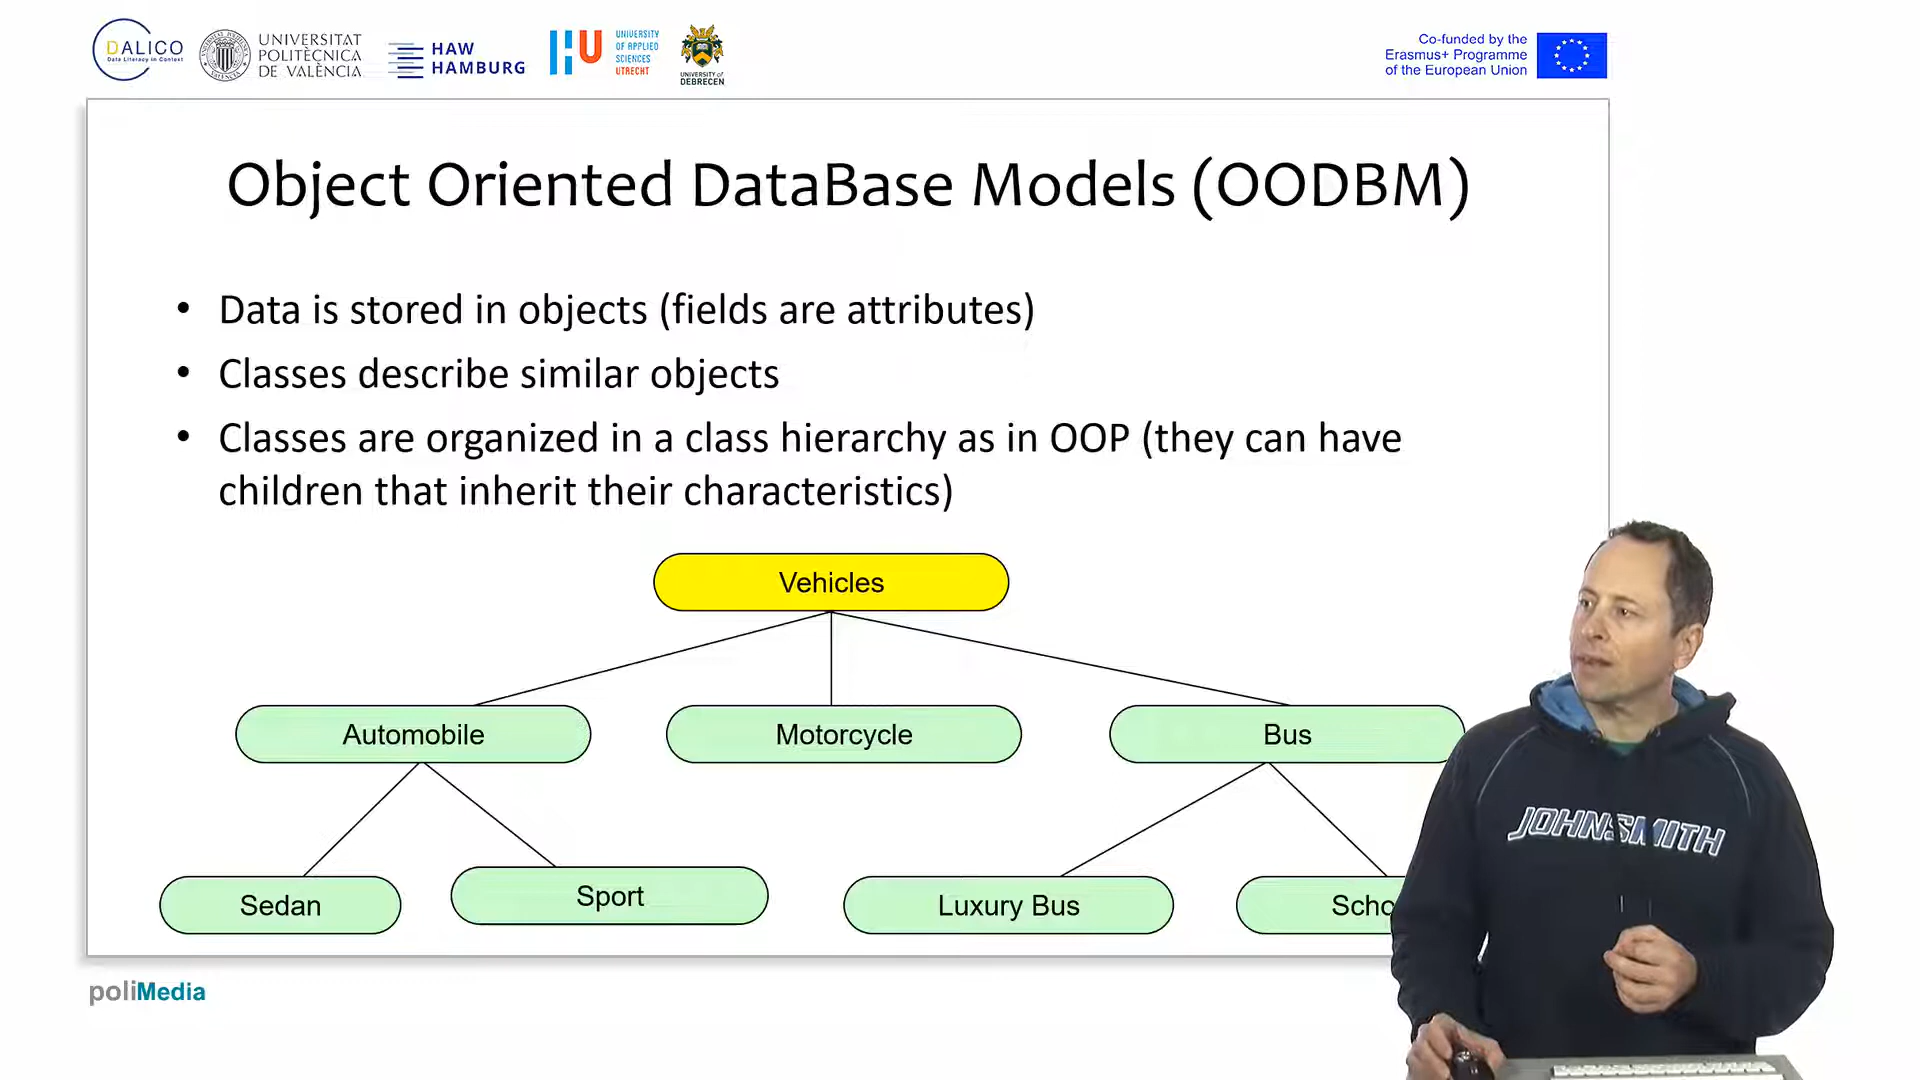 DALICO
Data Literacy in Context
UNIVERSITAT
POLITÈCNICA
DE VALÈNCIA
HAW
HAMBURG
HU
UNIVERSITY
OF APPLIED
SCIENCES
UTRECHT
UNIVERSITY of
DEBRECEN
Co-funded by the
Erasmus+ Programme
of the European Union
Object Oriented DataBase Models (OODBM)
• Data is stored in objects (fields are attributes)
• Classes describe similar objects
• Classes are organized in a class hierarchy as in OOP (they can have
children that inherit their characteristics)
Vehicles
Automobile
Motorcycle
Bus
Sedan
Sport
Luxury Bus
Scho
JOHNSMITH
poliMedia